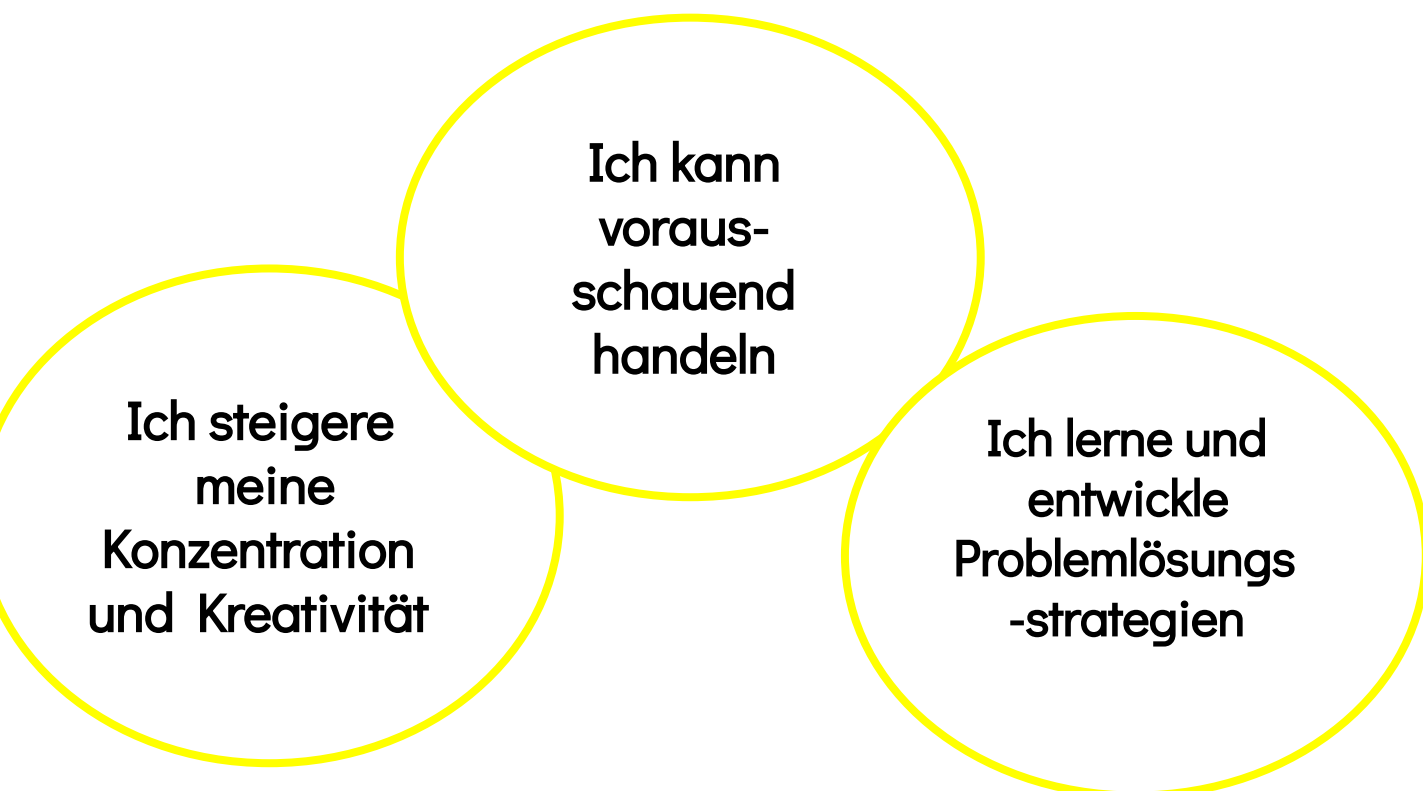 Ich kann
voraus-
schauend
handeln
Ich steigere
meine
Konzentration
und Kreativität
Ich lerne und
entwickle
Problemlösungs
-strategien